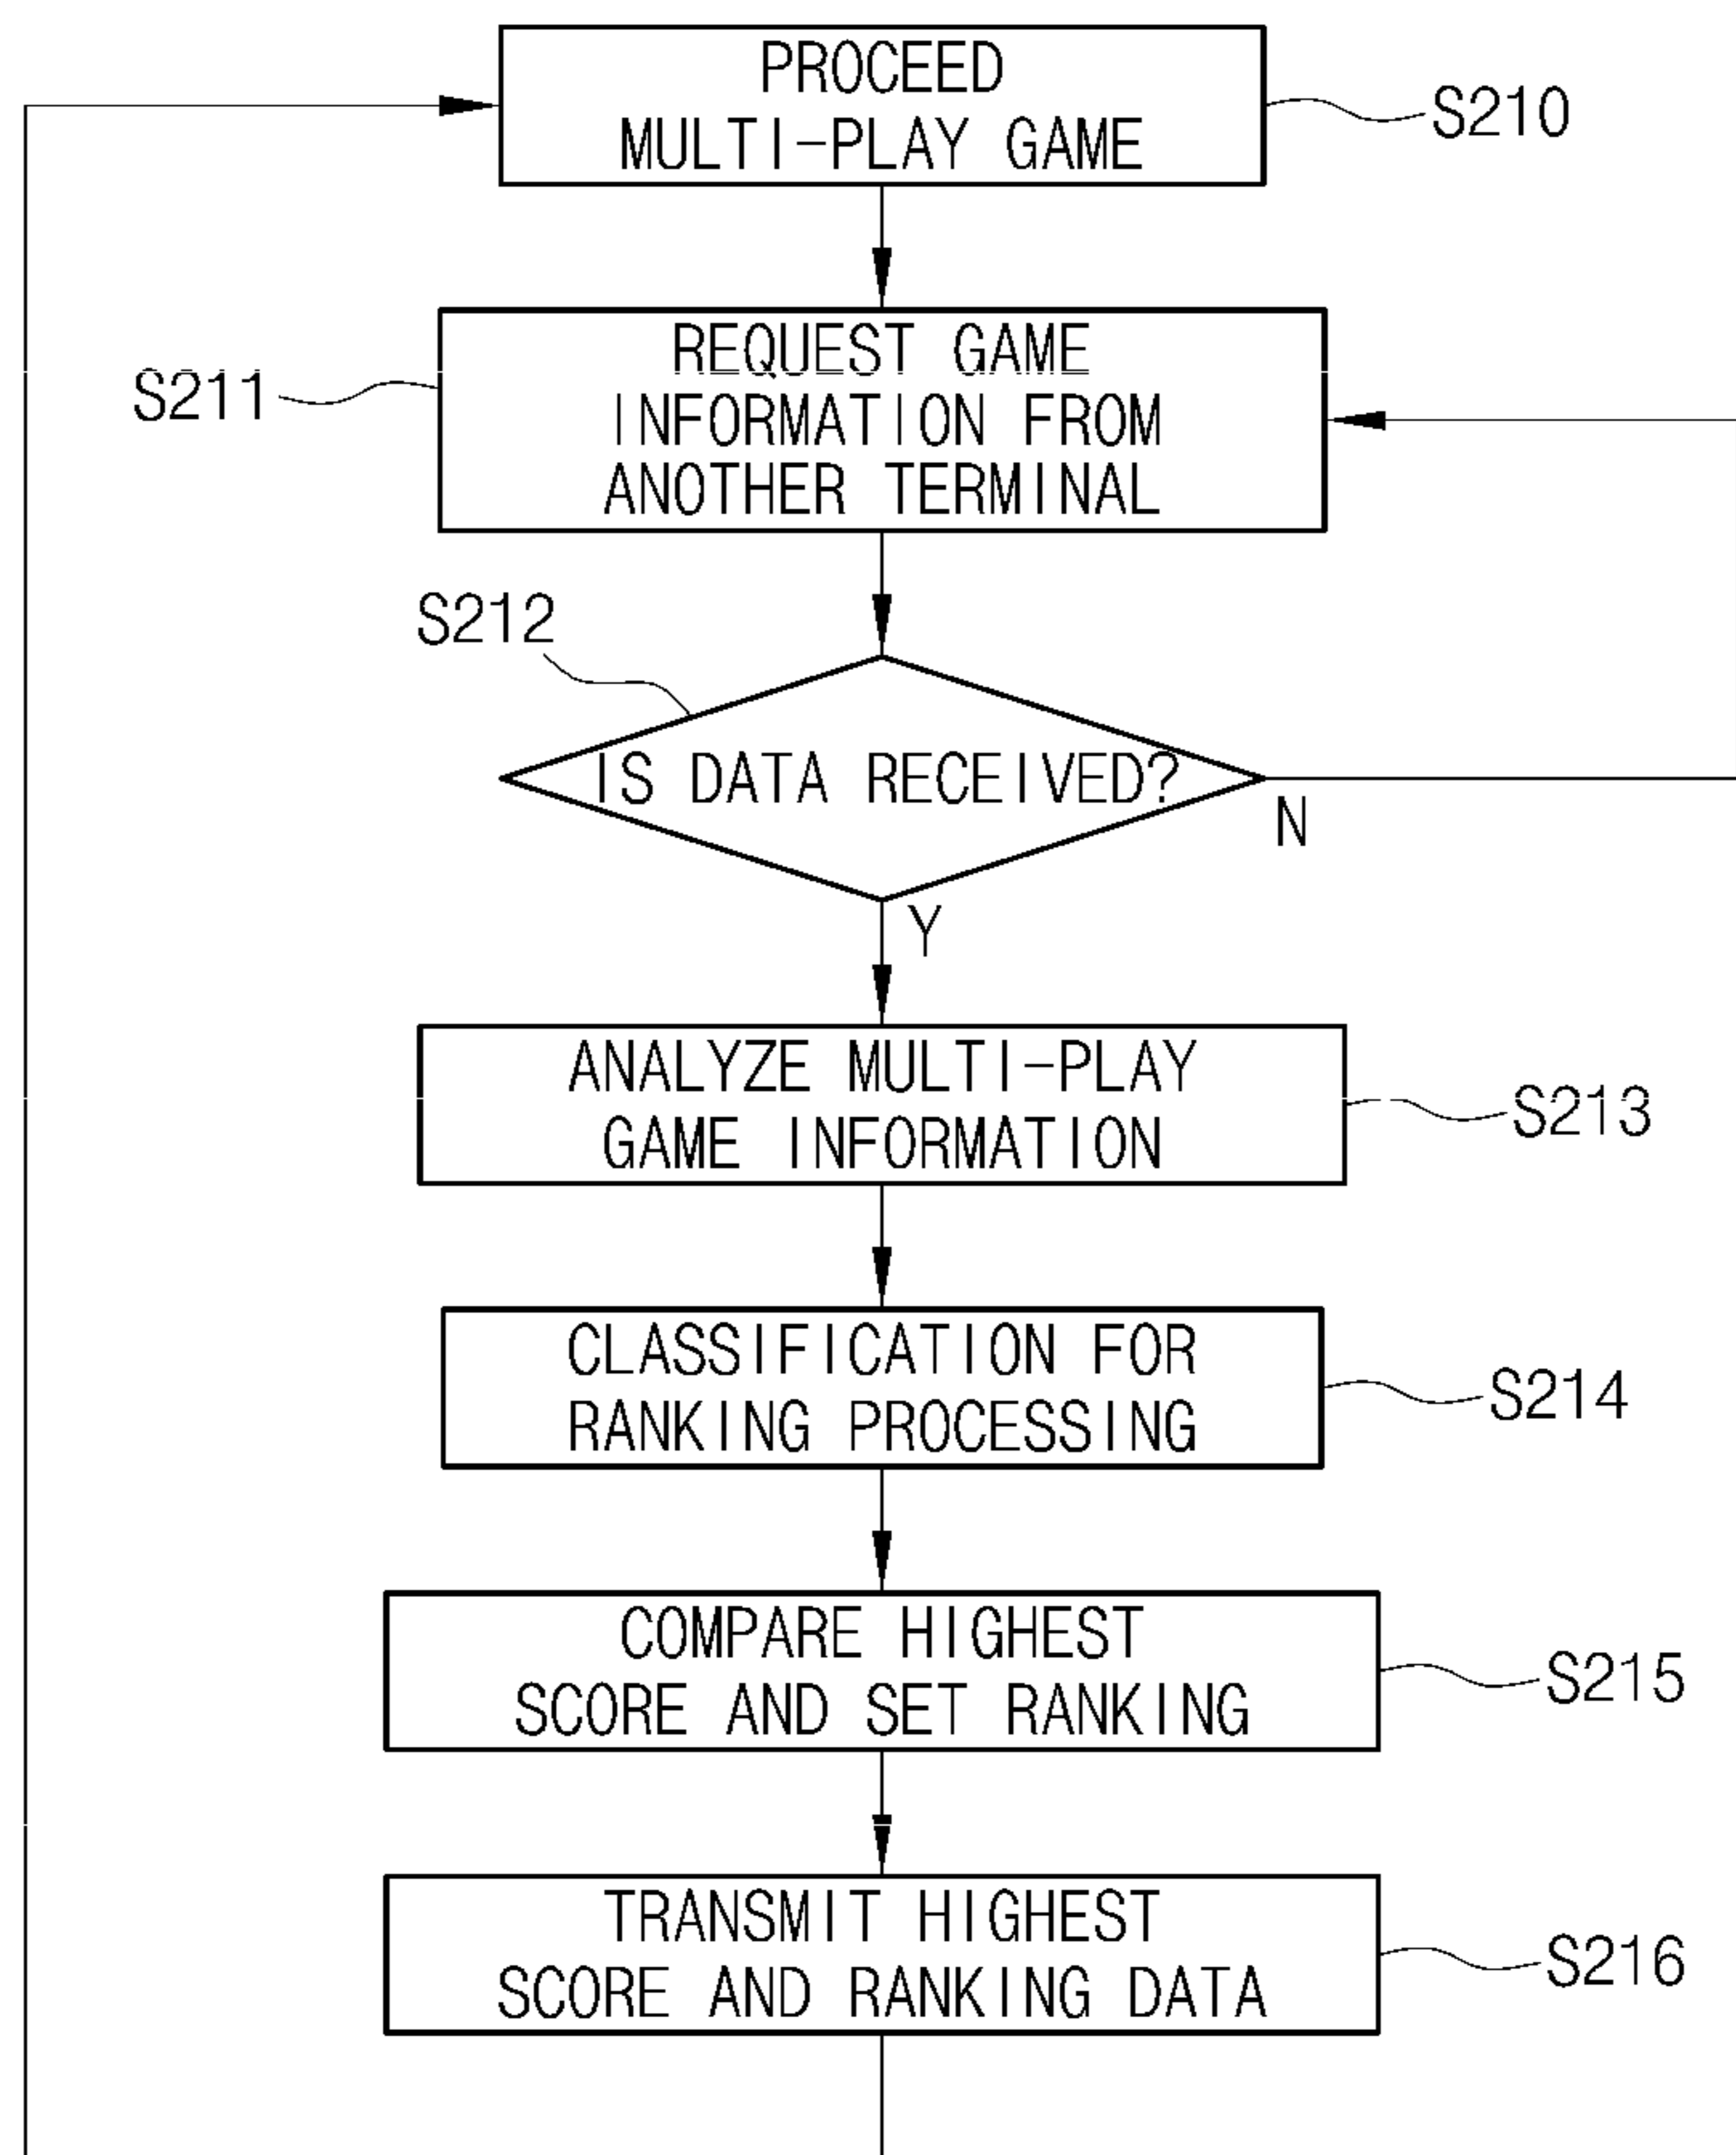 PROCEED
MULTI-PLAY GAME
S210
REQUEST GAME
INFORMATION FROM
ANOTHER TERMINAL
S211
S212
IS DATA RECEIVED?
N
Y
ANALYZE MULTI-PLAY
GAME INFORMATION
S213
CLASSIFICATION FOR
RANKING PROCESSING
S214
COMPARE HIGHEST
SCORE AND SET RANKING
S215
TRANSMIT HIGHEST
SCORE AND RANKING DATA
S216